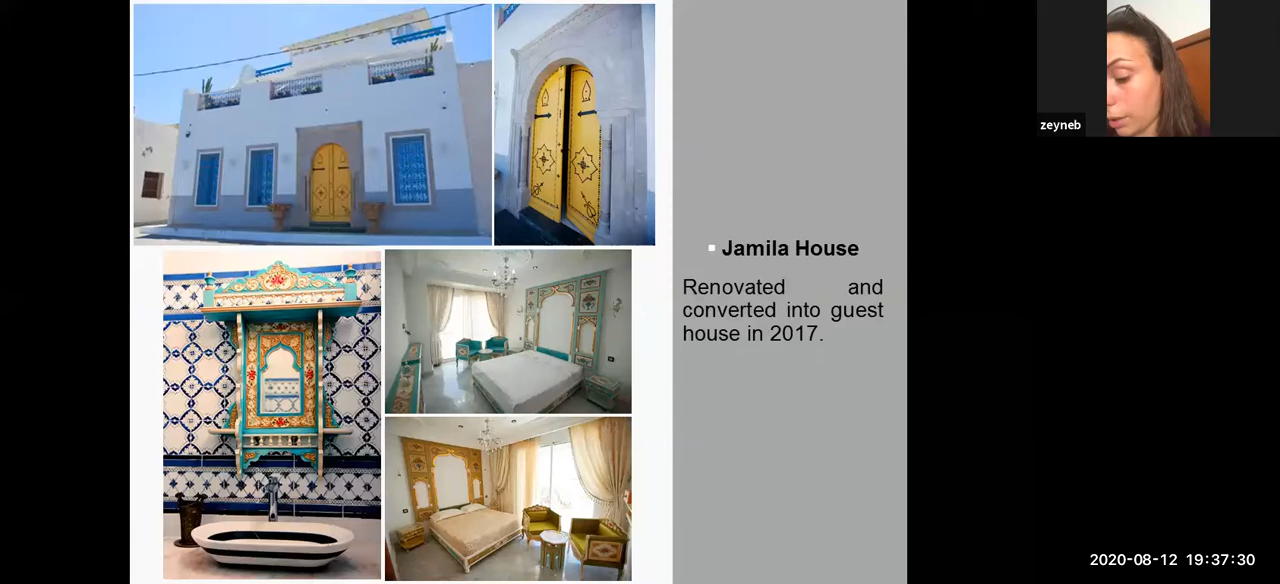 Jamila House
Renovated and
converted into guest
house in 2017.
zeyneb
2020-08-12 19:37:30